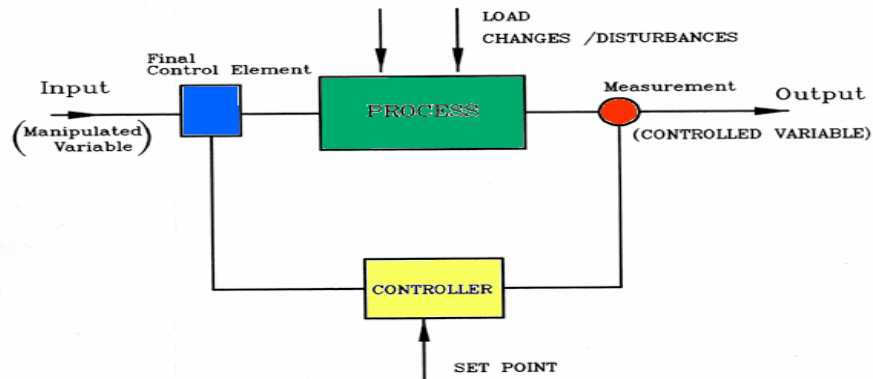 LOAD
CHANGES /DISTURBANCES
Final
Control Element
Input
(Manipulated
Variable)
PROCESS
Measurement
Output
(CONTROLLED VARIABLE)
CONTROLLER
SET POINT